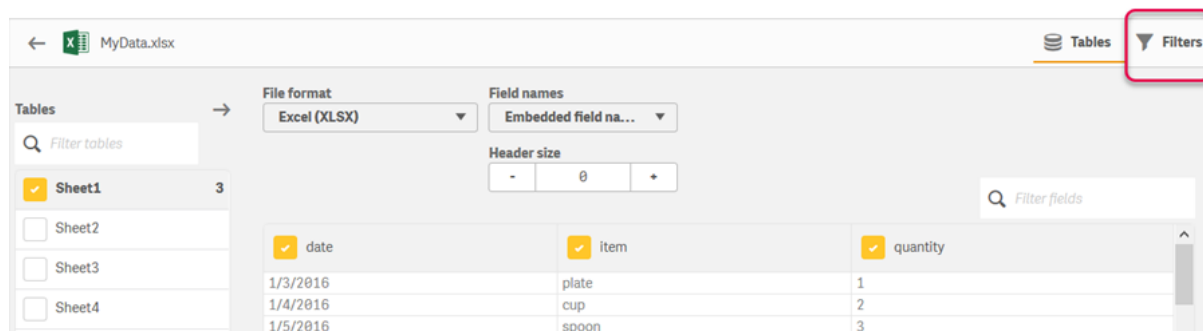 MyData.xlsx
Tables
Filters
Tables
Filter tables
Sheet1 3
Sheet2
Sheet3
Sheet4
File format
Excel (XLSX)
Field names
Embedded field na...
Header size
- 0 +
Filter fields
date item quantity
1/3/2016 plate 1
1/4/2016 cup 2
1/5/2016 spoon 3